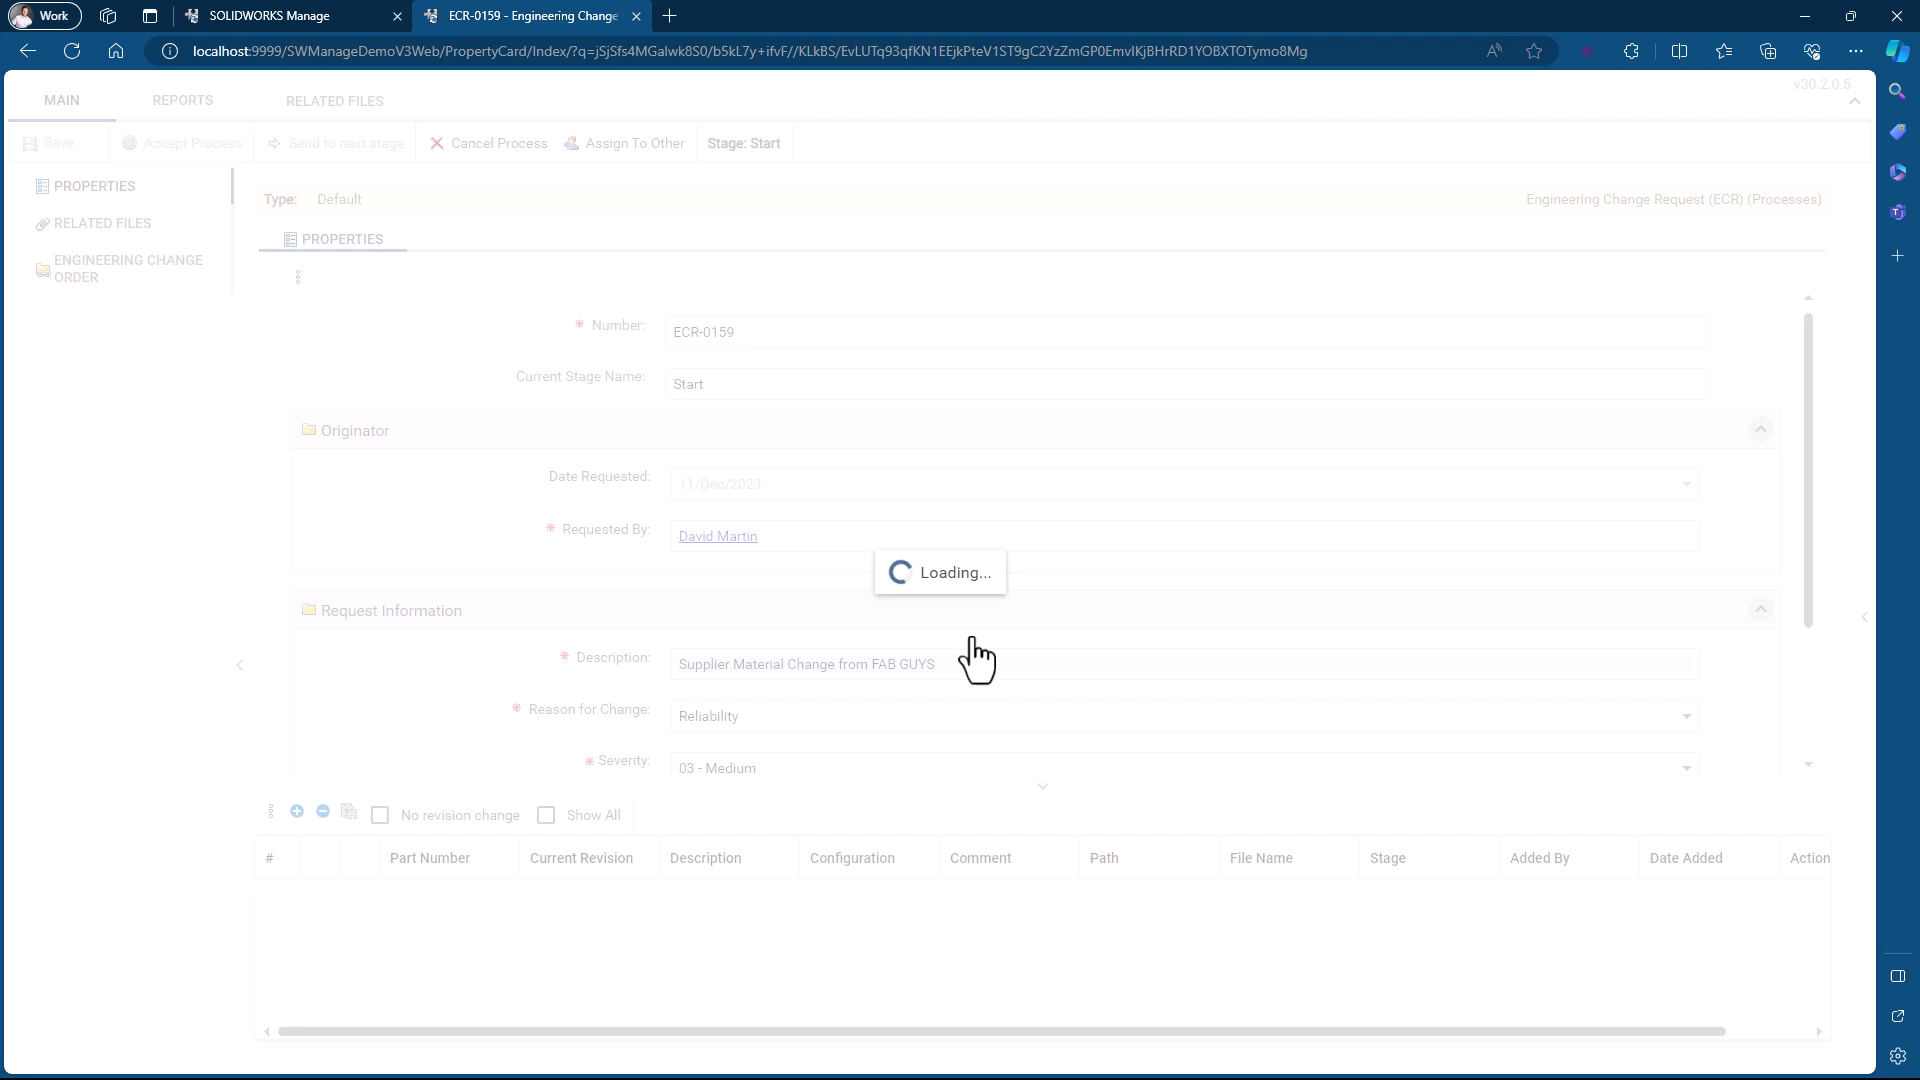 Work
SOLIDWORKS Manage
ECR-0159 - Engineering Change
localhost:9999/SWManageDemoV3Web/PropertyCard/Index/?q=jSjSfs4MGalwk8S0/b5kL7y+ifvF//KLkBS/EvLUTq93qfKN1EEjkPteV1ST9gC2YzZmGP0EmvIKjBHrRD1YOBXTOTymo8Mg
v30.2.0.5
MAIN REPORTS RELATED FILES
Save Accept Process Send to next stage Cancel Process Assign To Other Stage: Start
PROPERTIES
RELATED FILES
ENGINEERING CHANGE
ORDER
Type: Default Engineering Change Request (ECR) (Processes)
PROPERTIES
* Number: ECR-0159
Current Stage Name: Start
Originator
Date Requested: 11/Dec/2023
* Requested By: David Martin
Loading...
Request Information
* Description: Supplier Material Change from FAB GUYS
* Reason for Change: Reliability
* Severity: 03 - Medium
No revision change Show All
# Part Number Current Revision Description Configuration Comment Path File Name Stage Added By Date Added Action